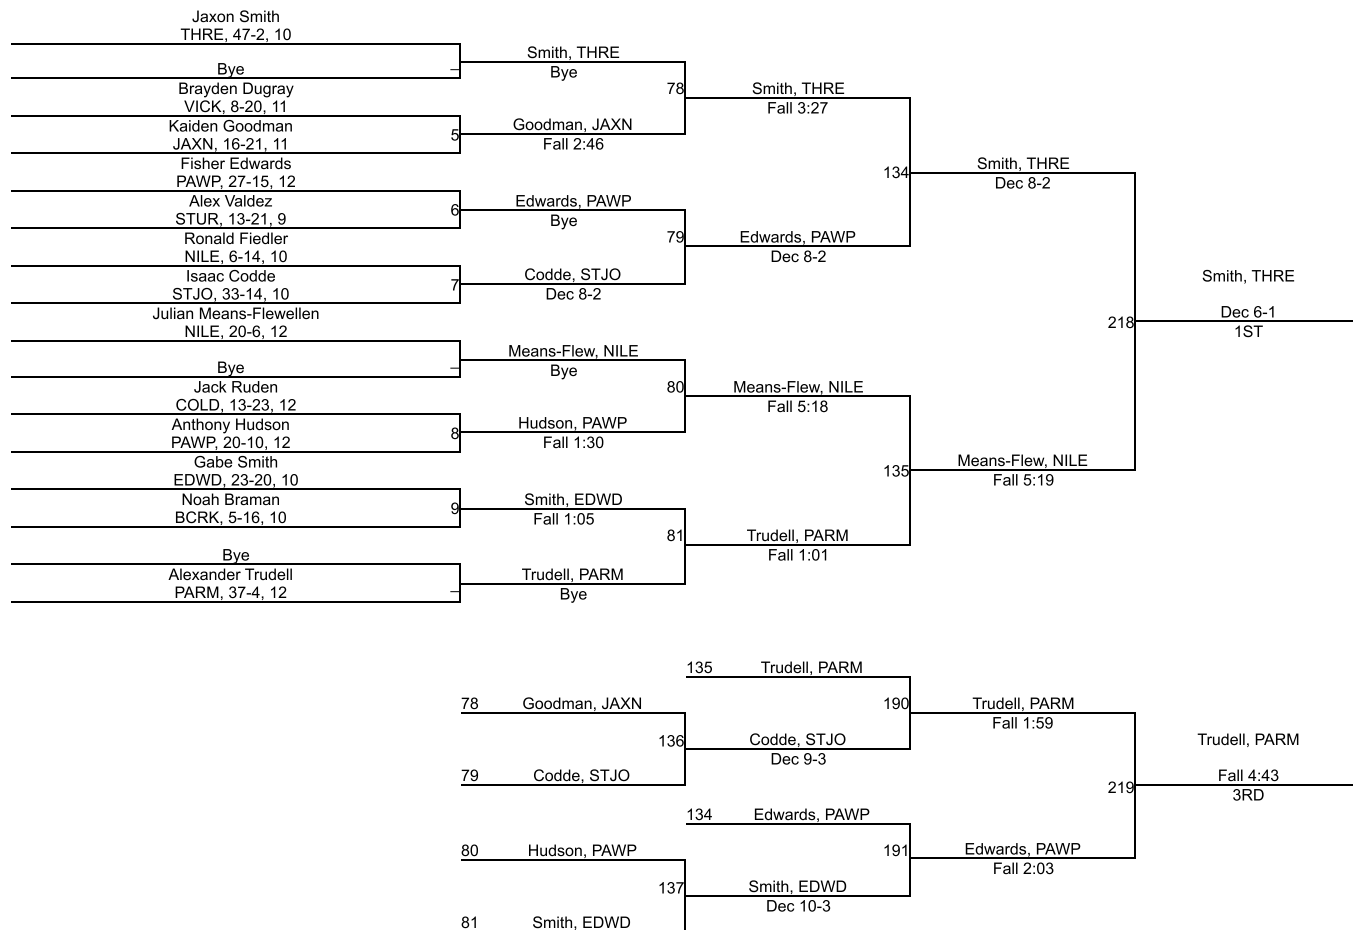 Jaxon Smith
THRE, 47-2, 10
Bye
Brayden Dugray
VICK, 8-20, 11
Kaiden Goodman
JAXN, 16-21, 11
Fisher Edwards
PAWP, 27-15, 12
Alex Valdez
STUR, 13-21, 9
Ronald Fiedler
NILE, 6-14, 10
Isaac Codde
STJO, 33-14, 10
Julian Means-Flewellen
NILE, 20-6, 12
Bye
Jack Ruden
COLD, 13-23, 12
Anthony Hudson
PAWP, 20-10, 12
Gabe Smith
EDWD, 23-20, 10
Noah Braman
BCRK, 5-16, 10
Bye
Alexander Trudell
PARM, 37-4, 12
–
5
6
7
–
8
9
–
Smith, THRE
Bye
Goodman, JAXN
Fall 2:46
Edwards, PAWP
Bye
Codde, STJO
Dec 8-2
Means-Flew, NILE
Bye
Hudson, PAWP
Fall 1:30
Smith, EDWD
Fall 1:05
Trudell, PARM
Bye
78
79
80
81
Smith, THRE
Fall 3:27
Edwards, PAWP
Dec 8-2
Means-Flew, NILE
Fall 5:18
Trudell, PARM
Fall 1:01
134
135
Smith, THRE
Dec 8-2
Means-Flew, NILE
Fall 5:19
218
Smith, THRE
Dec 6-1
1ST
78 Goodman, JAXN
79 Codde, STJO
80 Hudson, PAWP
81 Smith, EDWD
136
137
135 Trudell, PARM
Codde, STJO
Dec 9-3
134 Edwards, PAWP
Smith, EDWD
Dec 10-3
190
191
Trudell, PARM
Fall 1:59
Edwards, PAWP
Fall 2:03
219
Trudell, PARM
Fall 4:43
3RD